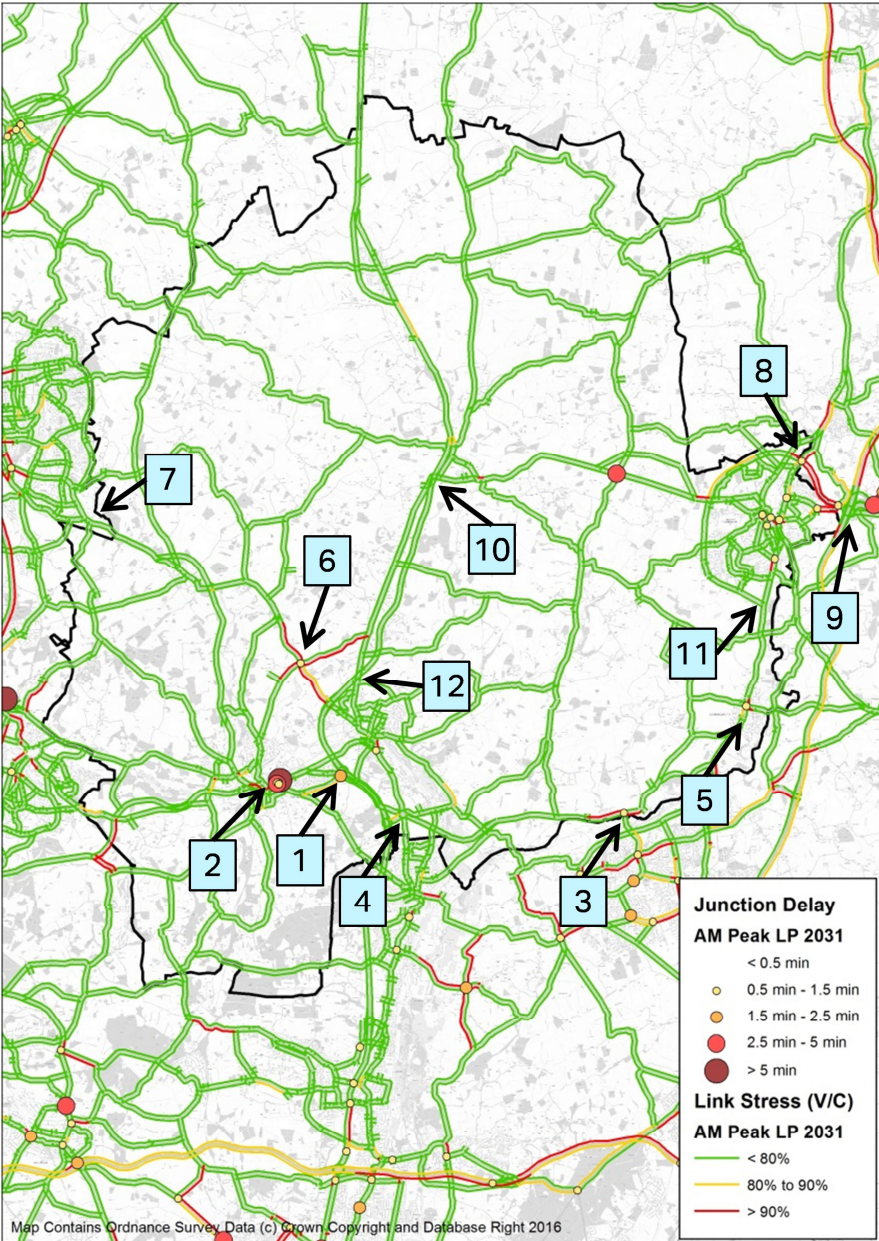 8
7
10
6
9
11
12
5
2
1
4
3
Junction Delay
AM Peak LP 2031
< 0.5 min
0.5 min - 1.5 min
1.5 min - 2.5 min
2.5 min - 5 min
> 5 min
Link Stress (V/C)
AM Peak LP 2031
< 80%
80% to 90%
> 90%
Map Contains Ordnance Survey Data (c) Crown Copyright and Database Right 2016